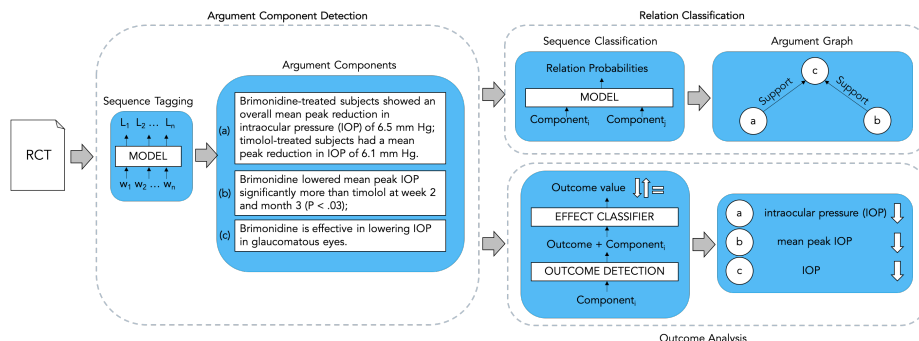 Argument Component Detection
Relation Classification
Sequence Classification
Argument Graph
Argument Components
Relation Probabilities
c
MODEL
Support
Support
Component_i
Component_j
a
b
Sequence Tagging
L_1 L_2 ... L_n
MODEL
w_1 w_2 ... w_n
RCT
(a)
Brimonidine-treated subjects showed an
overall mean peak reduction in
intraocular pressure (IOP) of 6.5 mm Hg;
timolol-treated subjects had a mean
peak reduction in IOP of 6.1 mm Hg.
(b)
Brimonidine lowered mean peak IOP
significantly more than timolol at week 2
and month 3 (P < .03);
(c)
Brimonidine is effective in lowering IOP
in glaucomatous eyes.
Outcome value ⇩⇧=
EFFECT CLASSIFIER
Outcome + Component_i
OUTCOME DETECTION
Component_i
a intraocular pressure (IOP)
b mean peak IOP
c IOP
Outcome Analysis